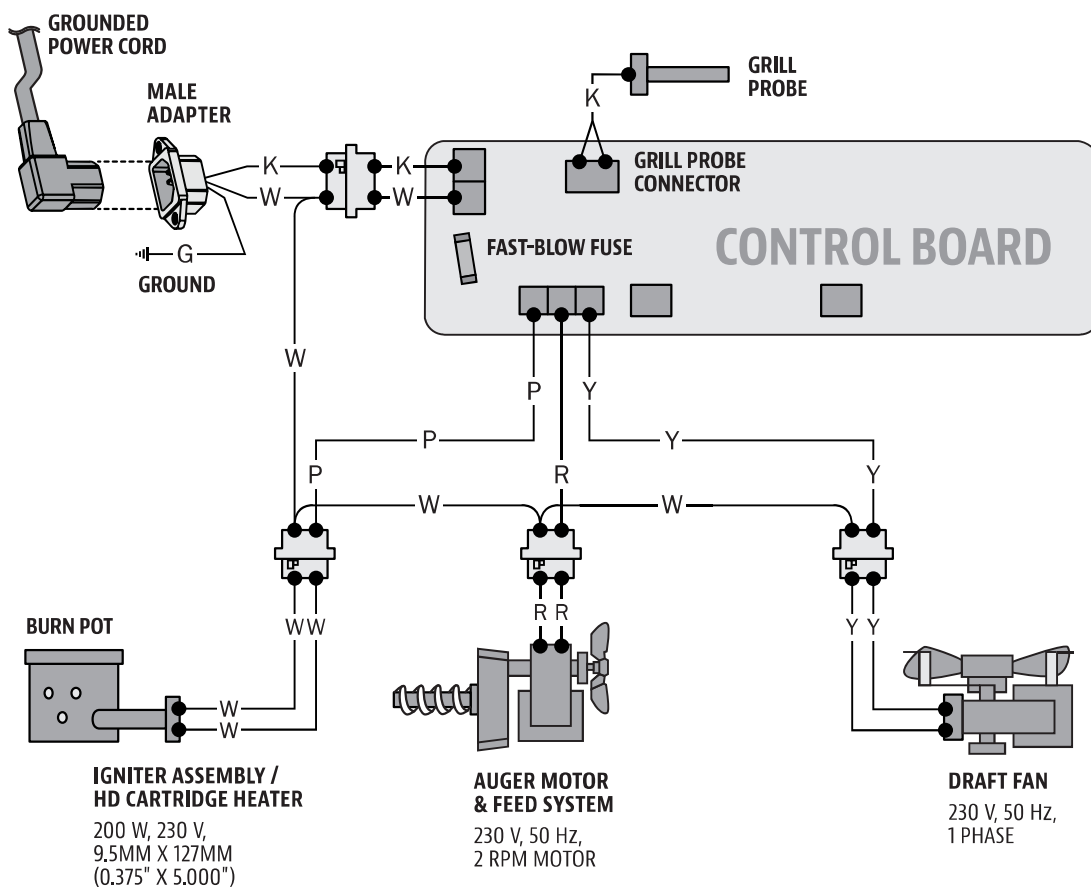 GROUNDED
POWER CORD
MALE
ADAPTER
GRILL
PROBE
K
K
K
W
W
GRILL PROBE
CONNECTOR
CONTROL BOARD
FAST-BLOW FUSE
G
GROUND
W
P
Y
P
Y
P
R
Y
W
W
BURN POT
W W
R R
Y Y
W
W
IGNITER ASSEMBLY /
HD CARTRIDGE HEATER
200 W, 230 V,
9.5MM X 127MM
(0.375" X 5.000")
AUGER MOTOR
& FEED SYSTEM
230 V, 50 Hz,
2 RPM MOTOR
DRAFT FAN
230 V, 50 Hz,
1 PHASE